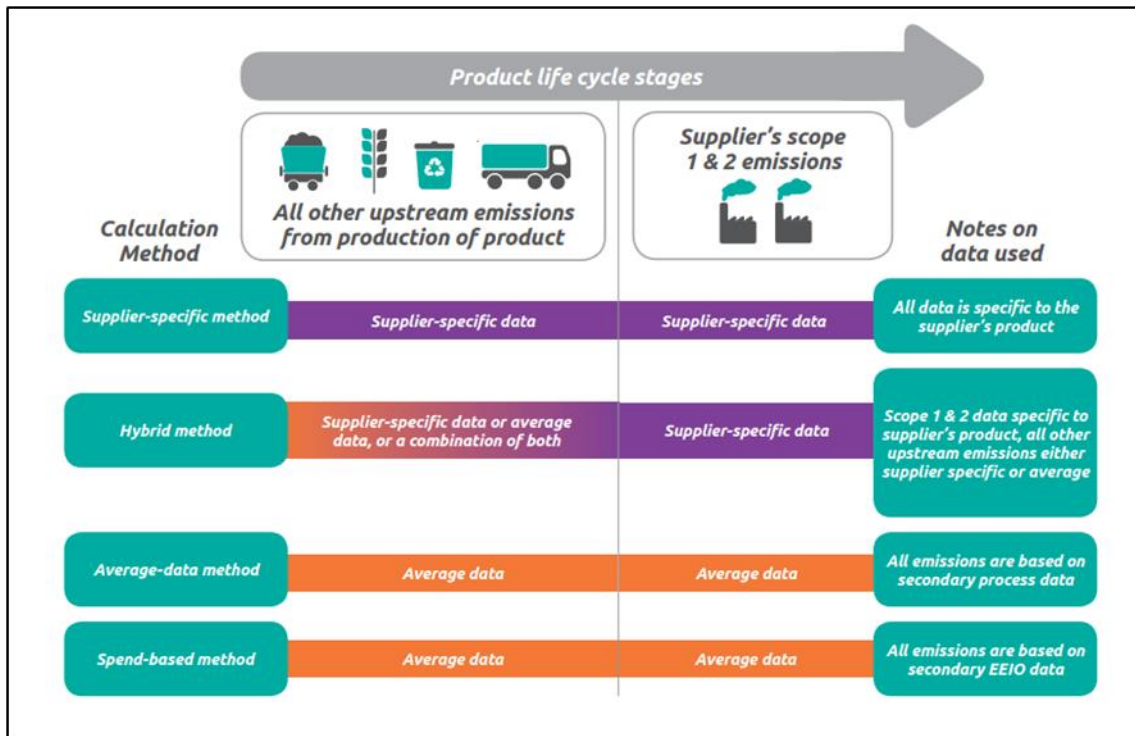 Product life cycle stages
All other upstream emissions
from production of product
Supplier's scope
1 & 2 emissions
Calculation
Method
Notes on
data used
Supplier-specific method
Supplier-specific data
Supplier-specific data
All data is specific to the
supplier's product
Hybrid method
Supplier-specific data or average
data, or a combination of both
Supplier-specific data
Scope 1 & 2 data specific to
supplier's product, all other
upstream emissions either
supplier specific or average
Average-data method
Average data
Average data
All emissions are based on
secondary process data
Spend-based method
Average data
Average data
All emissions are based on
secondary EEIO data